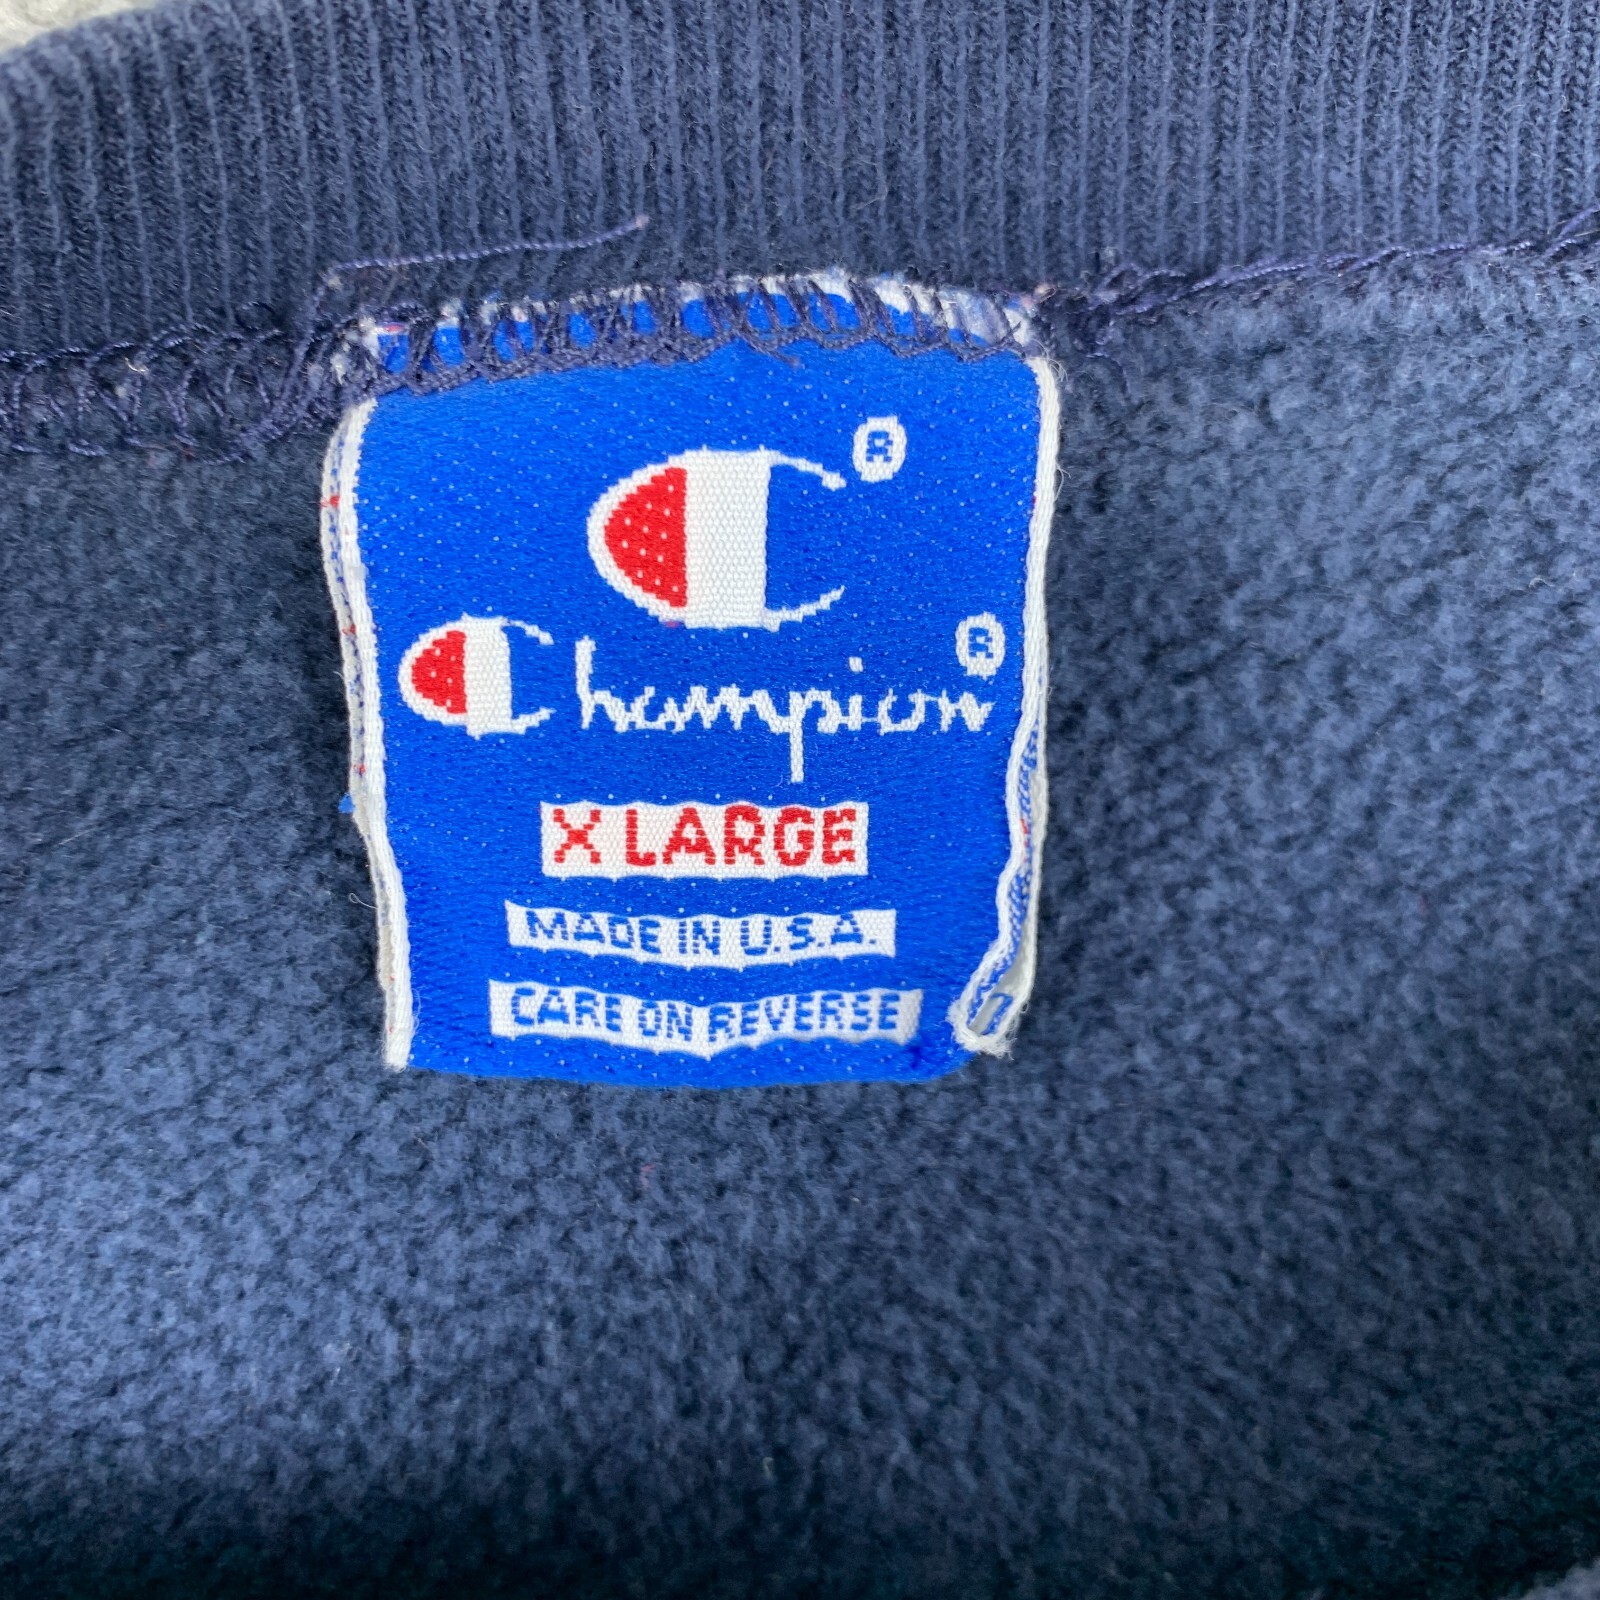 C®
Champion®
X LARGE
MADE IN U.S.A.
CARE ON REVERSE